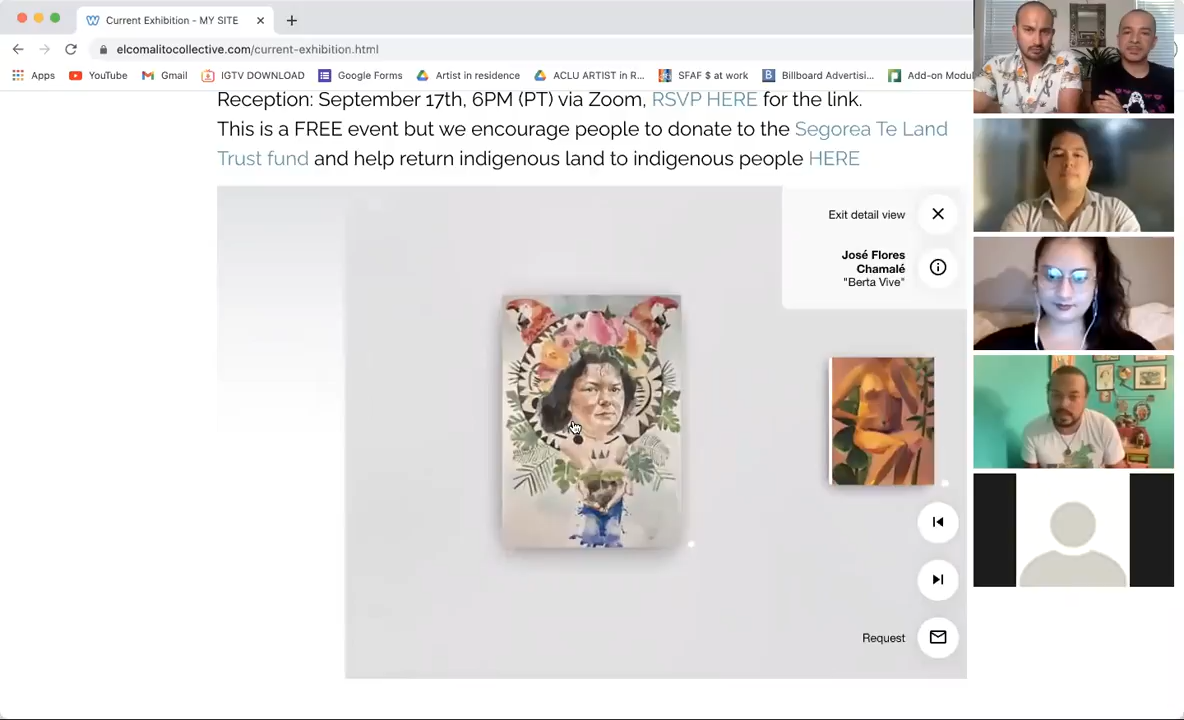 Current Exhibition - MY SITE
elcomalitocollective.com/current-exhibition.html
Apps YouTube Gmail IGTV DOWNLOAD Google Forms Artist in residence ACLU ARTIST in R... SFAF $ at work Billboard Advertisi... Add-on Modul
Reception: September 17th, 6PM (PT) via Zoom, RSVP HERE for the link.
This is a FREE event but we encourage people to donate to the Segorea Te Land
Trust fund and help return indigenous land to indigenous people HERE
Exit detail view
José Flores
Chamalé
"Berta Vive"
Request